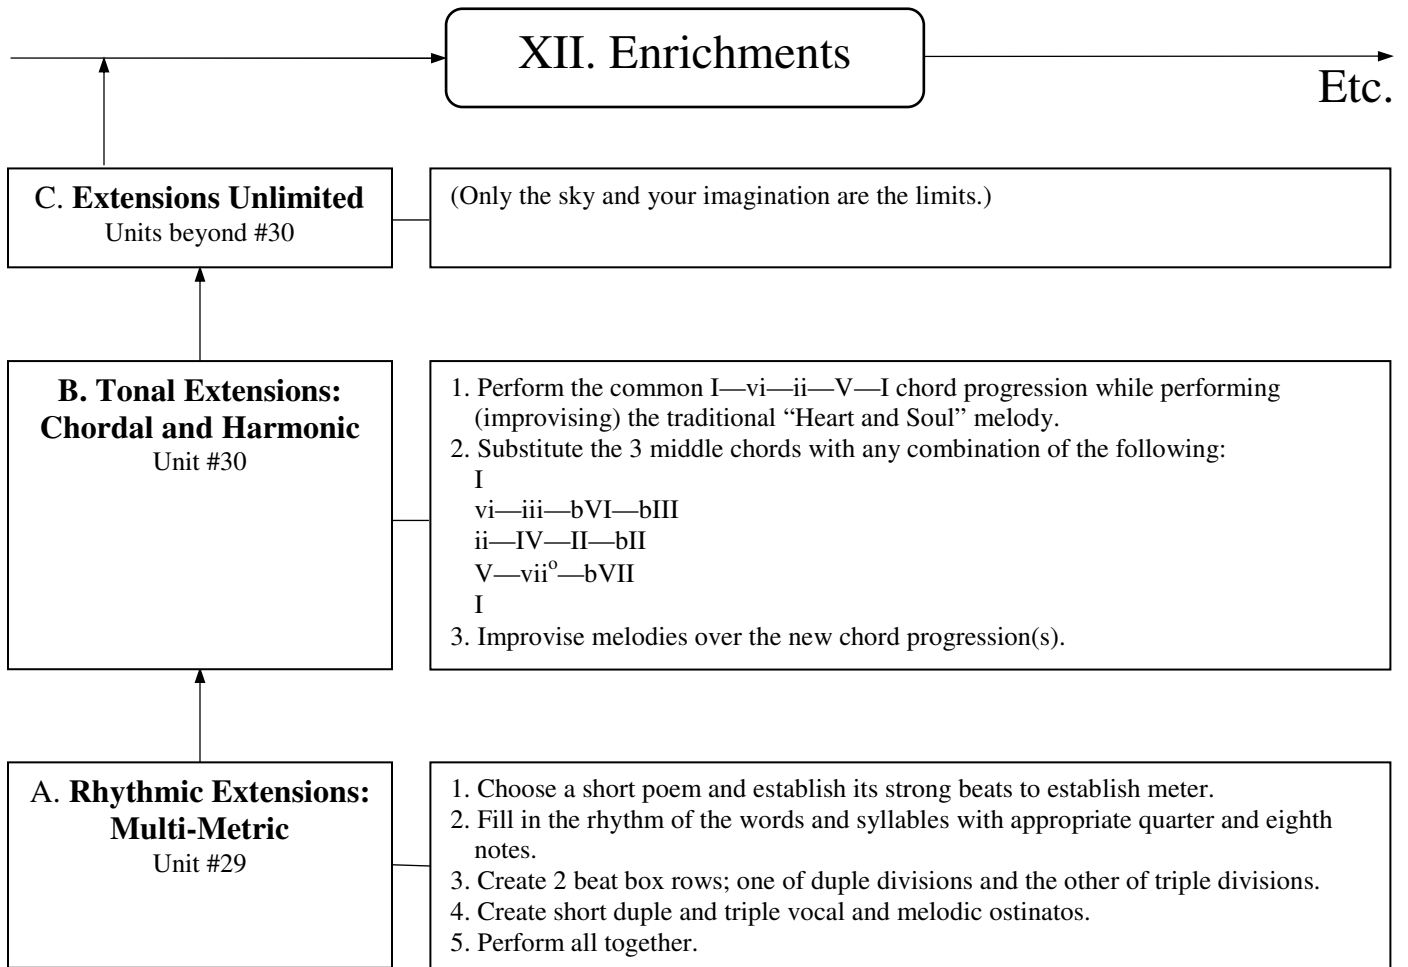 XII. Enrichments
Etc.
C. Extensions Unlimited
Units beyond #30
(Only the sky and your imagination are the limits.)
B. Tonal Extensions:
Chordal and Harmonic
Unit #30
1. Perform the common I—vi—ii—V—I chord progression while performing
(improvising) the traditional “Heart and Soul” melody.
2. Substitute the 3 middle chords with any combination of the following:
I
vi—iii—bVI—bIII
ii—IV—II—bII
V—viiº—bVII
I
3. Improvise melodies over the new chord progression(s).
A. Rhythmic Extensions:
Multi-Metric
Unit #29
1. Choose a short poem and establish its strong beats to establish meter.
2. Fill in the rhythm of the words and syllables with appropriate quarter and eighth
notes.
3. Create 2 beat box rows; one of duple divisions and the other of triple divisions.
4. Create short duple and triple vocal and melodic ostinatos.
5. Perform all together.